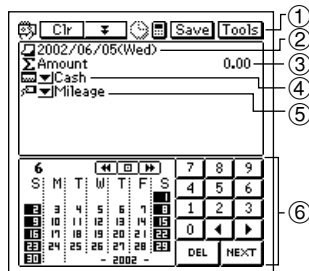 Clr Save Tools ①
2002/06/05(Wed) ②
Amount 0.00 ③
Cash ④
Mileage ⑤
6 7 8 9
S M T W T F S 4 5 6
1 1 2 3
2 3 4 5 6 7 8 0 ⑥
9 10 11 12 13 14 15
16 17 18 19 20 21 22
23 24 25 26 27 28 29 DEL NEXT
30 - 2002 -